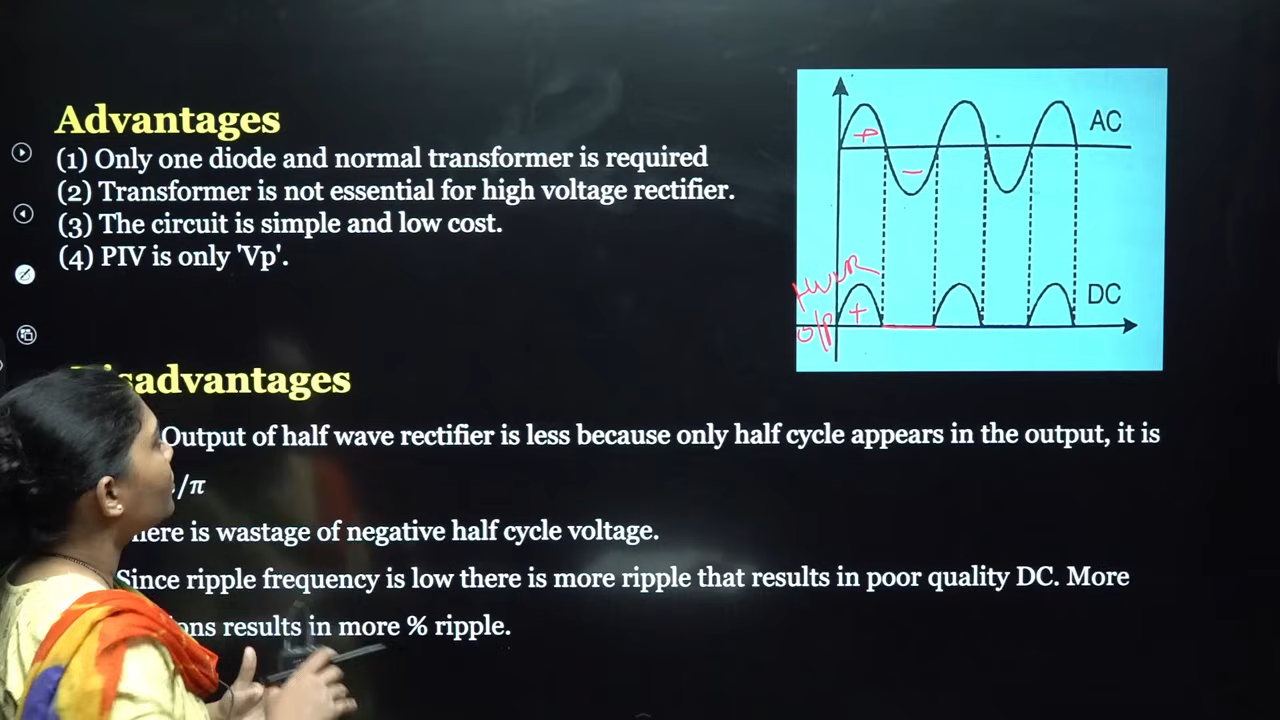 Advantages
(1) Only one diode and normal transformer is required
(2) Transformer is not essential for high voltage rectifier.
(3) The circuit is simple and low cost.
(4) PIV is only 'Vp'.
AC
+
−
HWR
o/p
+
DC
Disadvantages
Output of half wave rectifier is less because only half cycle appears in the output, it is
/π
here is wastage of negative half cycle voltage.
Since ripple frequency is low there is more ripple that results in poor quality DC. More
ons results in more % ripple.